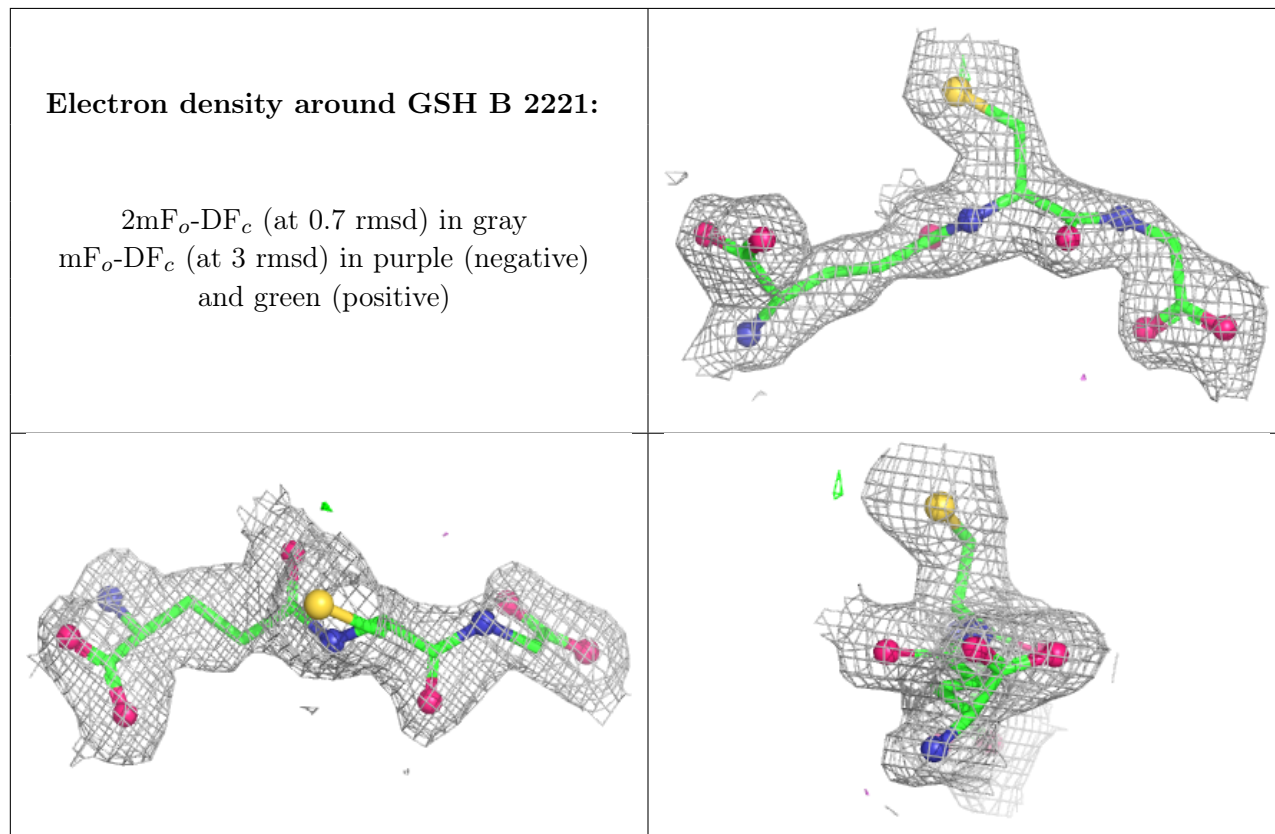 Electron density around GSH B 2221:
2mFo-DFc (at 0.7 rmsd) in gray
mFo-DFc (at 3 rmsd) in purple (negative)
and green (positive)